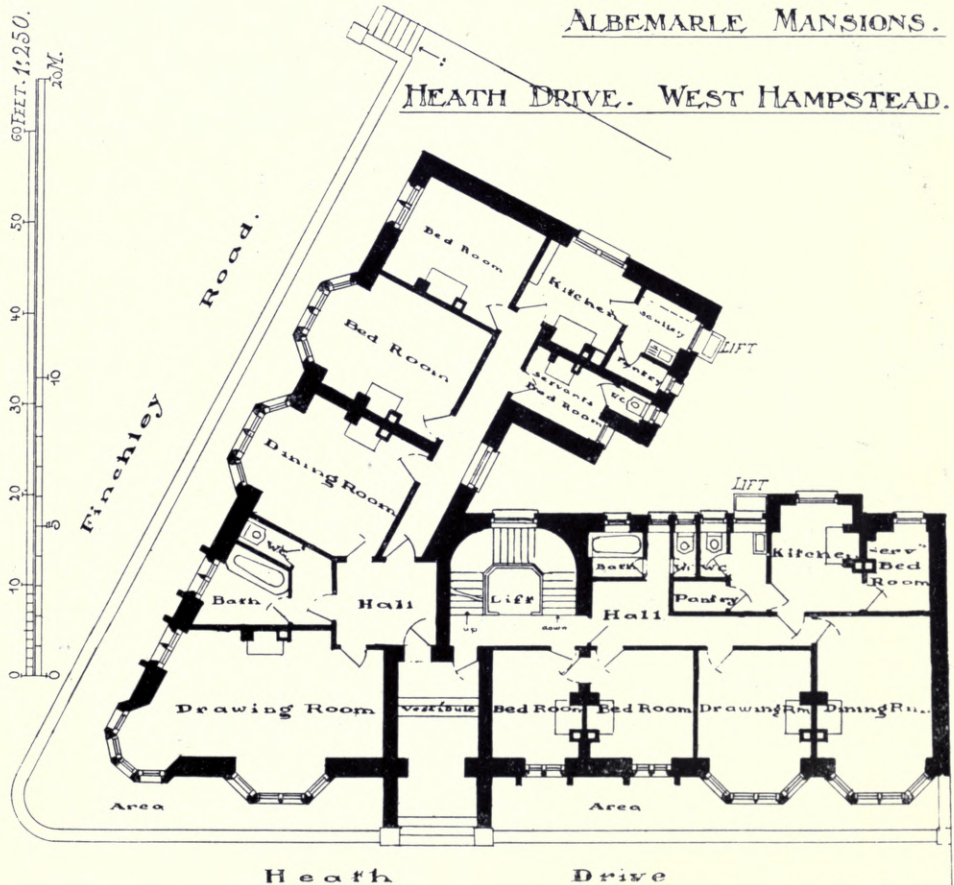 ALBEMARLE MANSIONS.
HEATH DRIVE. WEST HAMPSTEAD.
60 FEET. 1:250.
20 M.
50
40
30
20
10
0
10
5
0
Finchley Road.
Bed Room
Kitchen
Scullery
LIFT
Pantry
Bed Room
Servants
Bed Room
W.C.
Dining Room
LIFT
W.C.
Bath
Hall
Lift
up
down
Bath
W.C.
Pantry
Kitchen
Serv^ts
Bed
Room
Hall
Drawing Room
Vestibule
Bed Room
Bed Room
Drawing Rm
Dining R
Area
Area
Heath Drive